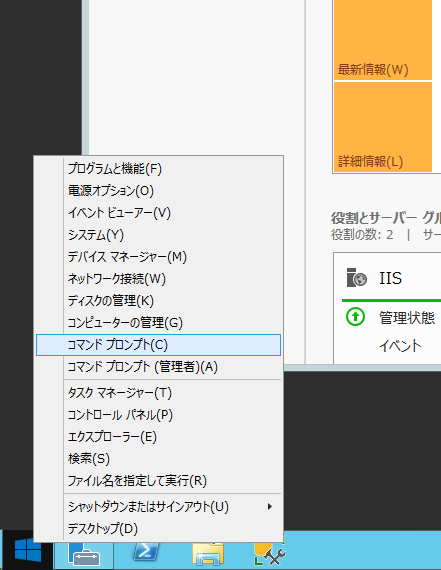 最新情報(W)
詳細情報(L)
プログラムと機能(F)
電源オプション(O)
イベント ビューアー(V)
システム(Y)
デバイス マネージャー(M)
ネットワーク接続(W)
ディスクの管理(K)
コンピューターの管理(G)
コマンド プロンプト(C)
コマンド プロンプト (管理者)(A)
タスク マネージャー(T)
コントロール パネル(P)
エクスプローラー(E)
検索(S)
ファイル名を指定して実行(R)
シャットダウンまたはサインアウト(U)
デスクトップ(D)
役割とサーバー グル
役割の数: 2 | サー
IIS
管理状態
イベント